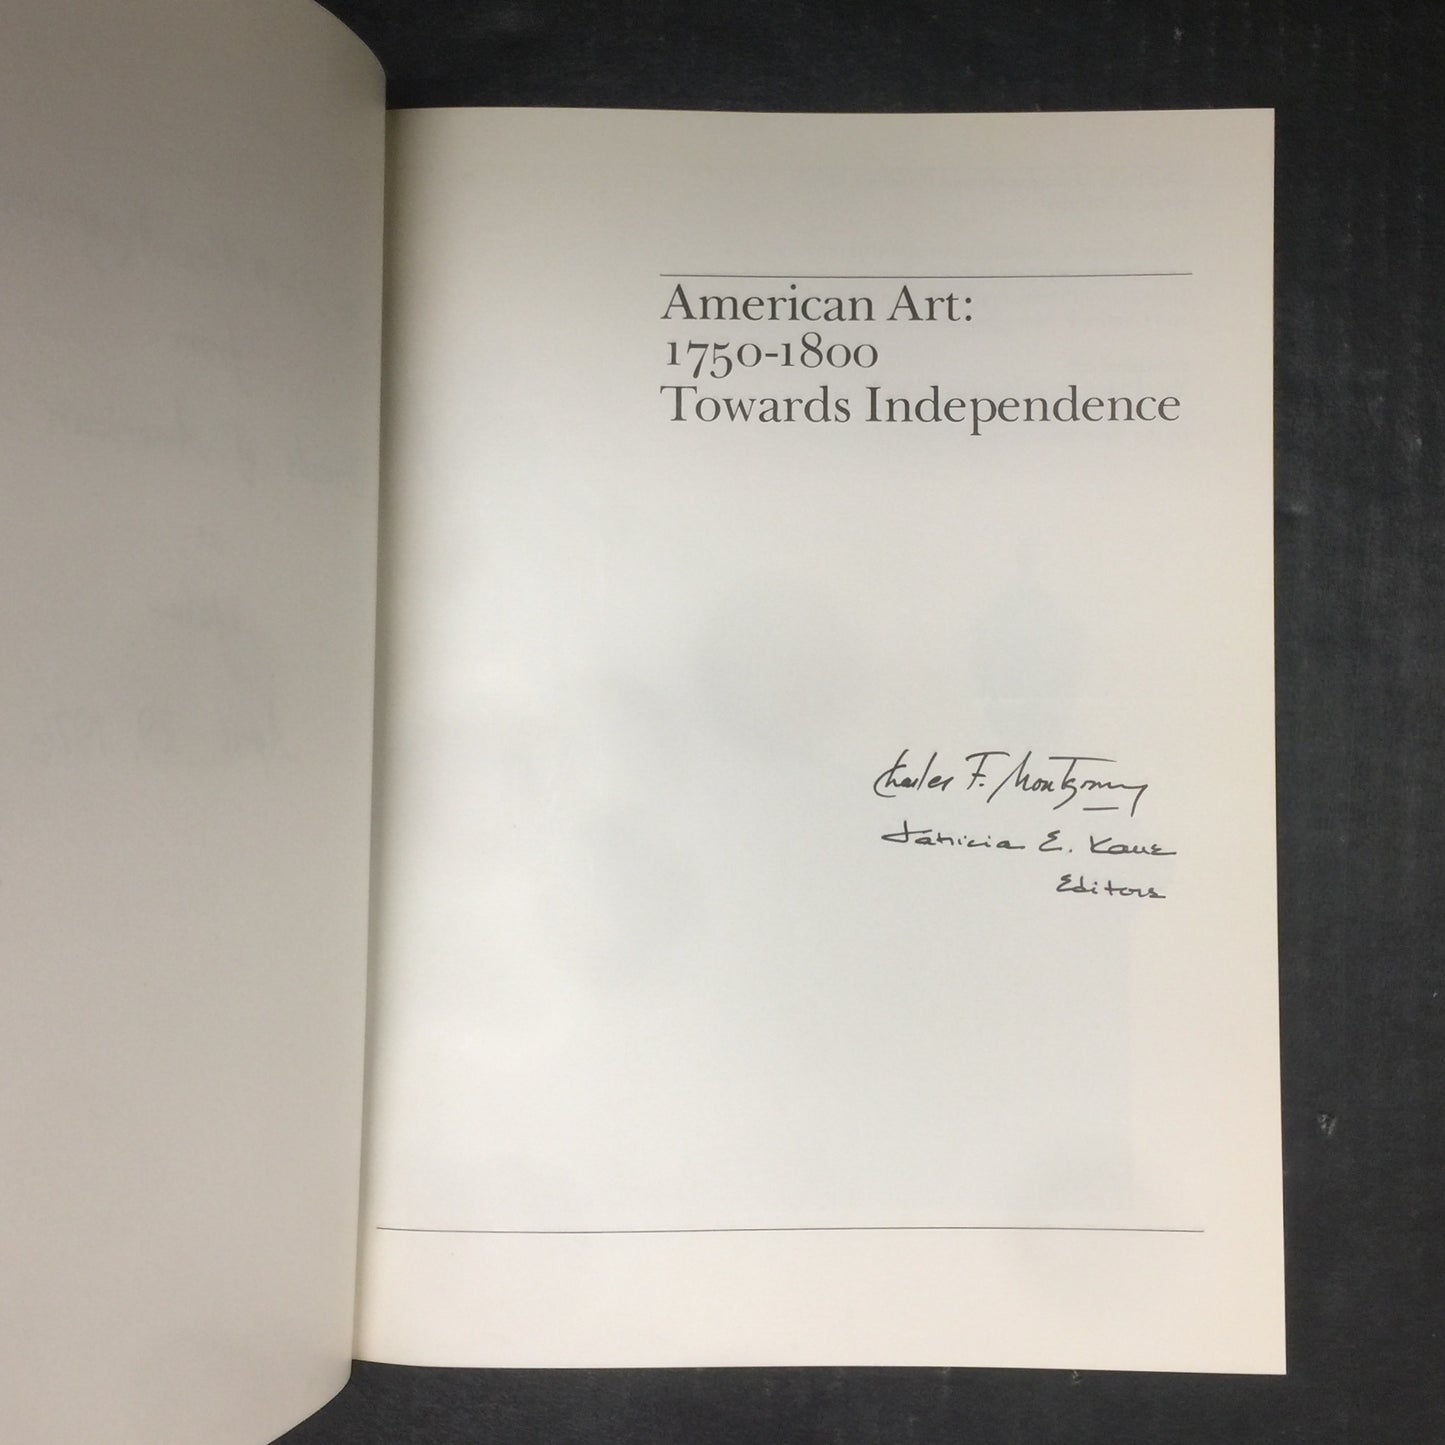 American Art:
1750-1800
Towards Independence
Charles F. Montgomery
Patricia E. Kane
Editors